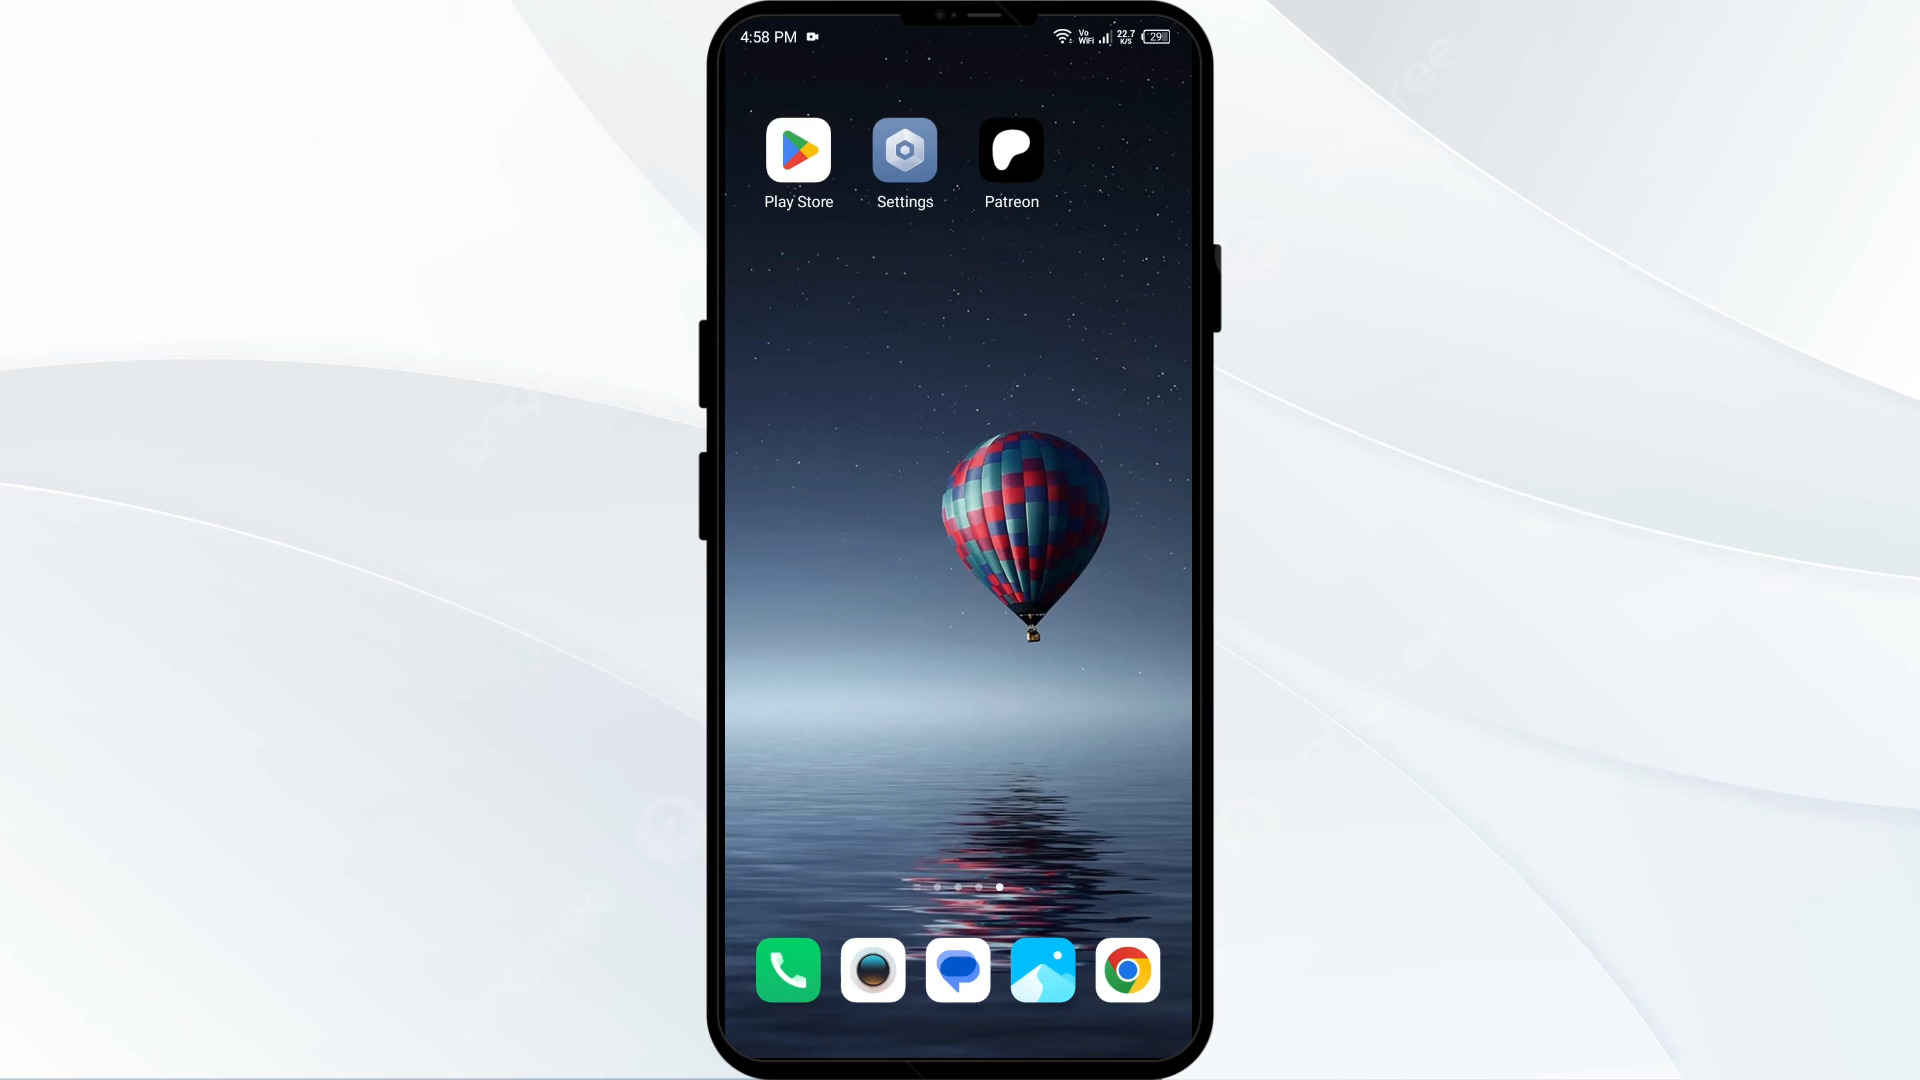 4:58 PM
Vo
WiFi
22.7
K/S
29
Play Store
Settings
Patreon